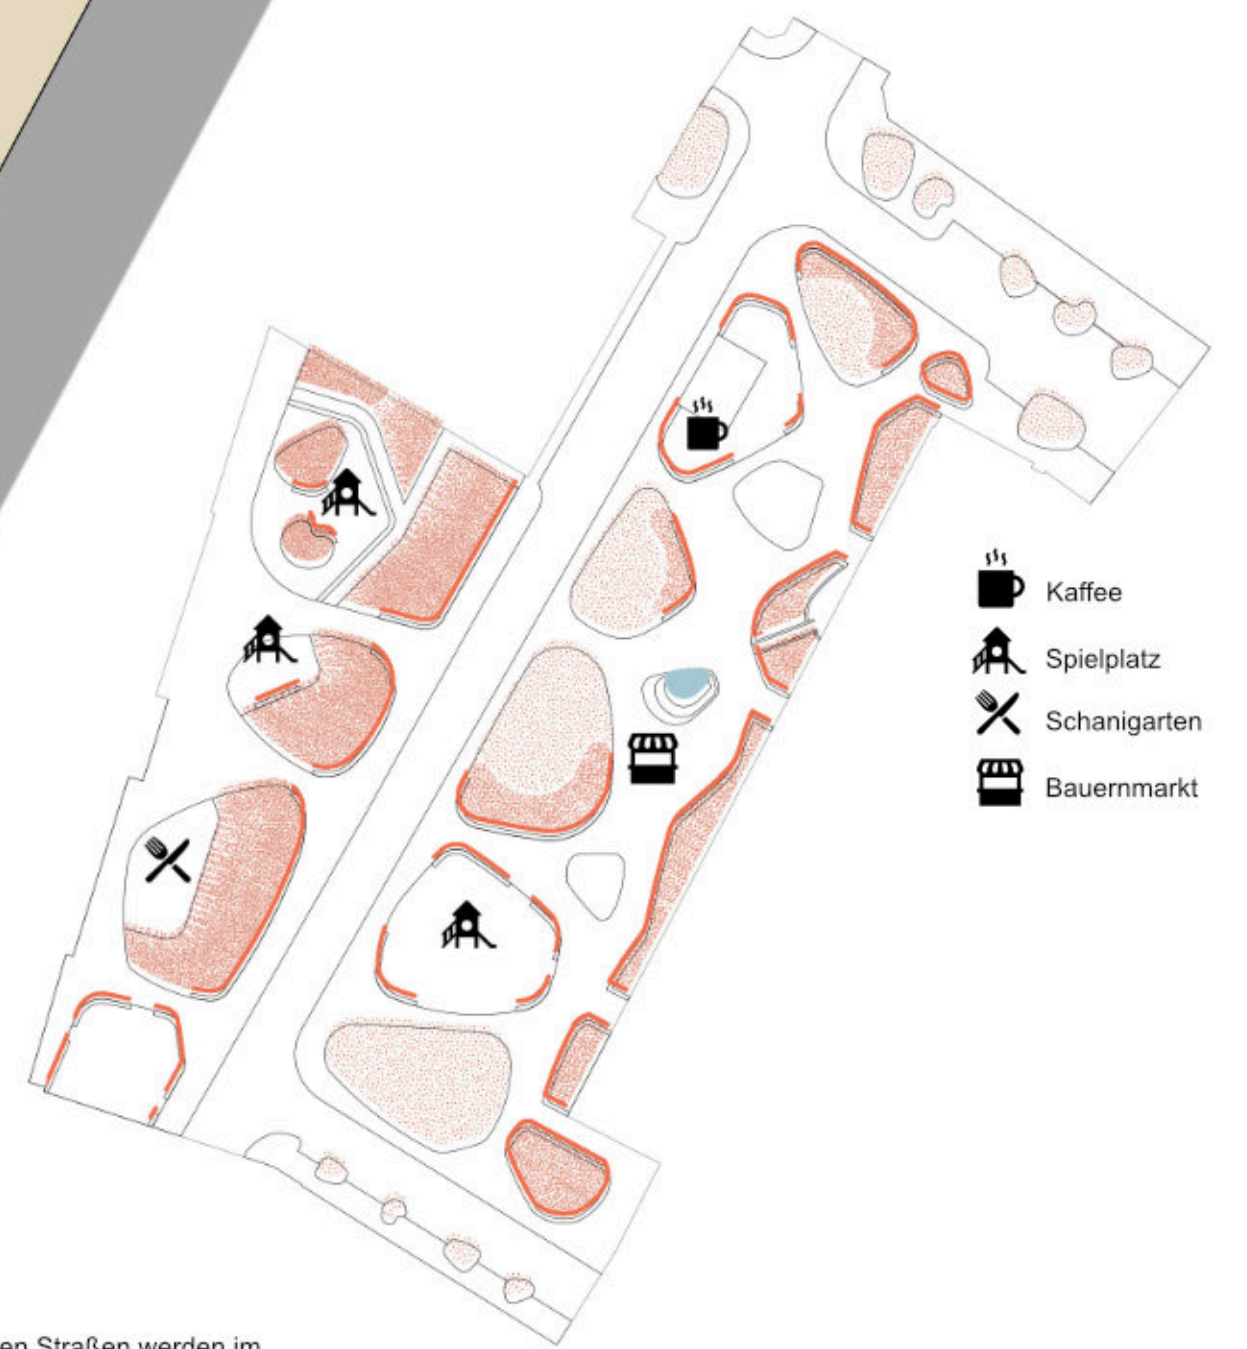 Kaffee
Spielplatz
Schanigarten
Bauernmarkt
en Straßen werden im